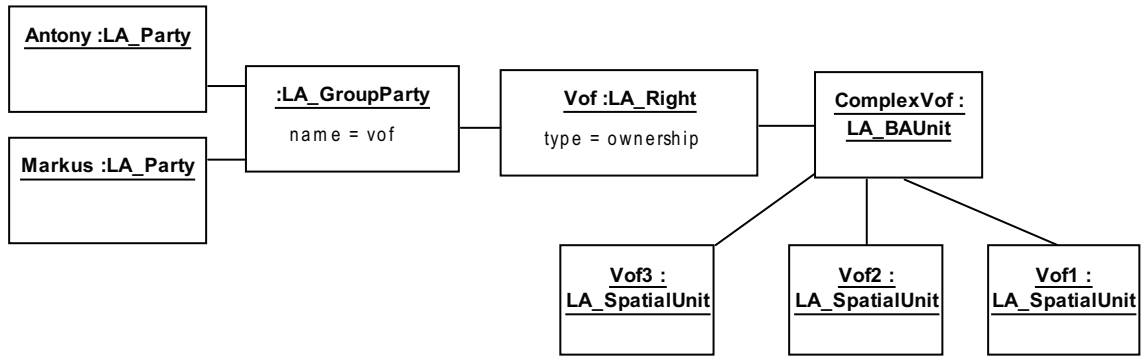 Antony :LA_Party
Markus :LA_Party
:LA_GroupParty
name = vof
Vof :LA_Right
type = ownership
ComplexVof :
LA_BAUnit
Vof3 :
LA_SpatialUnit
Vof2 :
LA_SpatialUnit
Vof1 :
LA_SpatialUnit